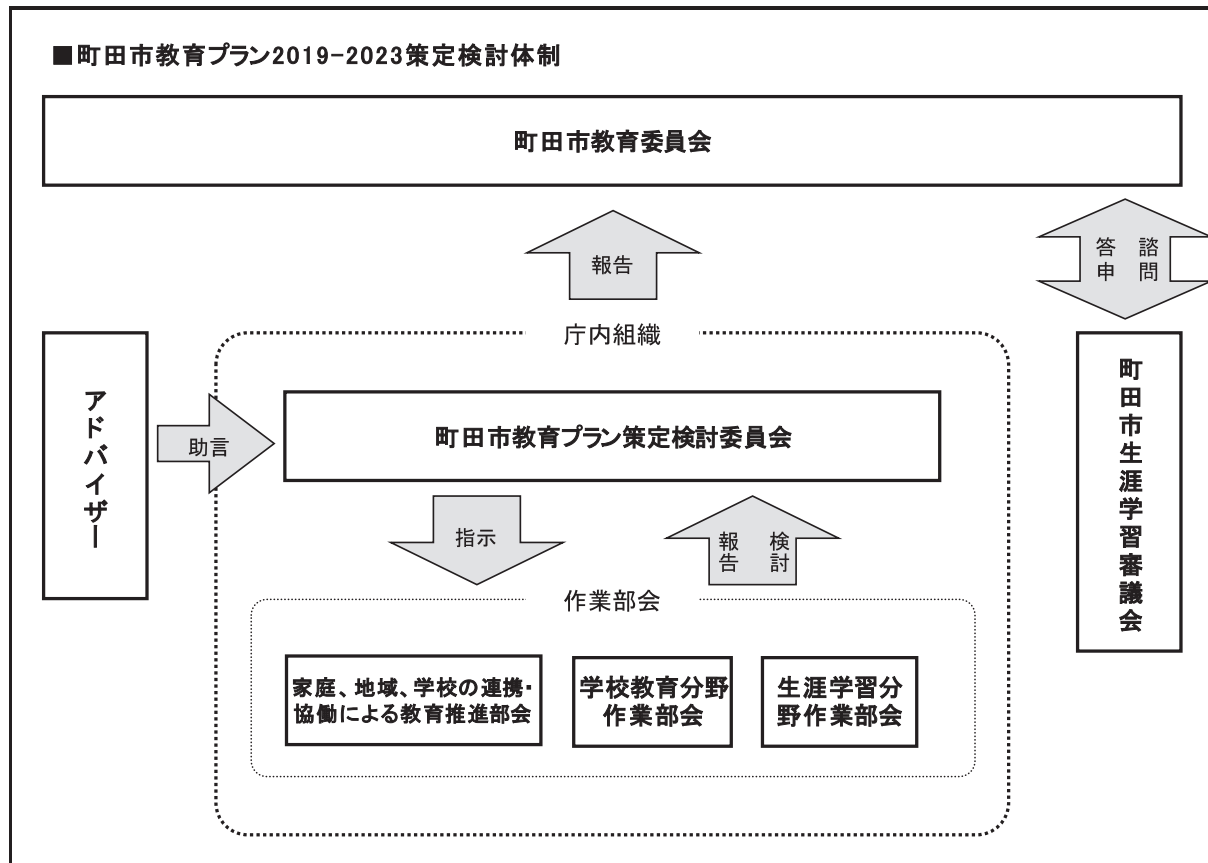 ■町田市教育プラン2019-2023策定検討体制
町田市教育委員会
報告
答申
諮問
庁内組織
アドバイザー
助言
町田市教育プラン策定検討委員会
町田市生涯学習審議会
指示
報告
検討
作業部会
家庭、地域、学校の連携・
協働による教育推進部会
学校教育分野
作業部会
生涯学習分
野作業部会